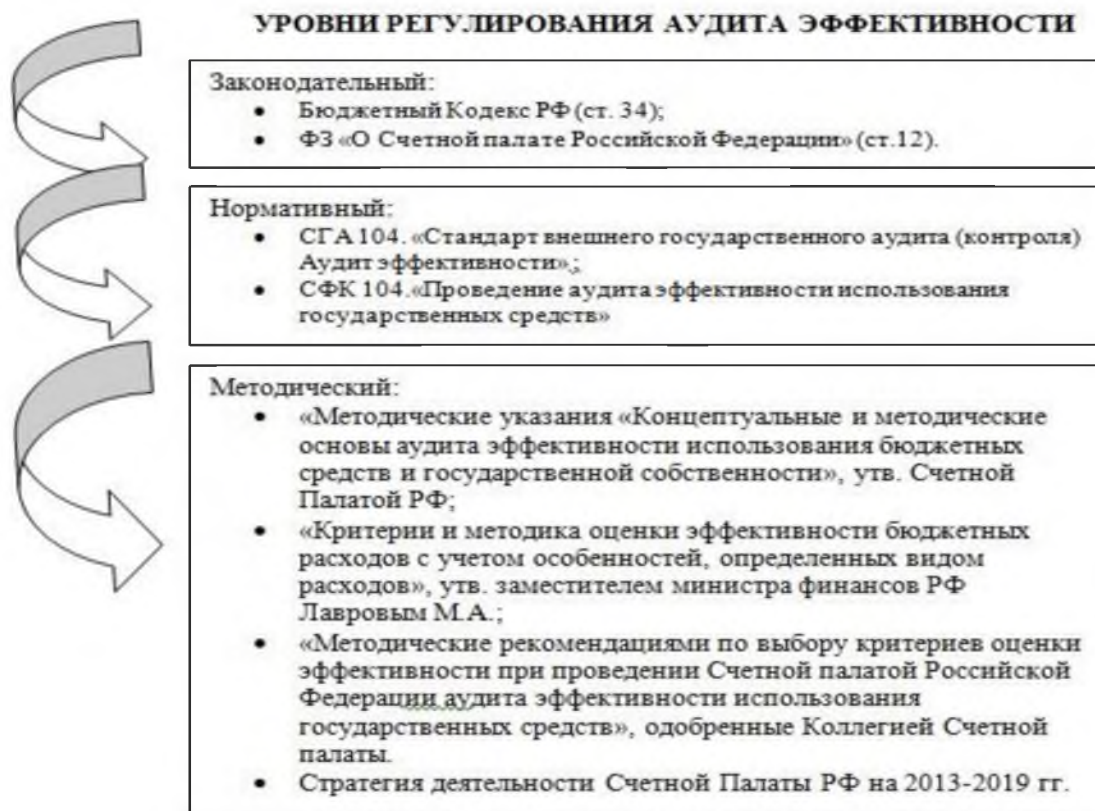 УРОВНИ РЕГУЛИРОВАНИЯ АУДИТА ЭФФЕКТИВНОСТИ
Законодательный:
• Бюджетный Кодекс РФ (ст. 34);
• ФЗ «О Счетной палате Российской Федерации» (ст.12).
Нормативный:
• СГА 104. «Стандарт внешнего государственного аудита (контроля)
Аудит эффективности».;
• СФК 104. «Проведение аудита эффективности использования
государственных средств»
Методический:
• «Методические указания «Концептуальные и методические
основы аудита эффективности использования бюджетных
средств и государственной собственности», утв. Счетной
Палатой РФ;
• «Критерии и методика оценки эффективности бюджетных
расходов с учетом особенностей, определенных видом
расходов», утв. заместителем министра финансов РФ
Лавровым М.А.;
• «Методические рекомендациями по выбору критериев оценки
эффективности при проведении Счетной палатой Российской
Федерации аудита эффективности использования
государственных средств», одобренные Коллегией Счетной
палаты.
• Стратегия деятельности Счетной Палаты РФ на 2013-2019 гг.